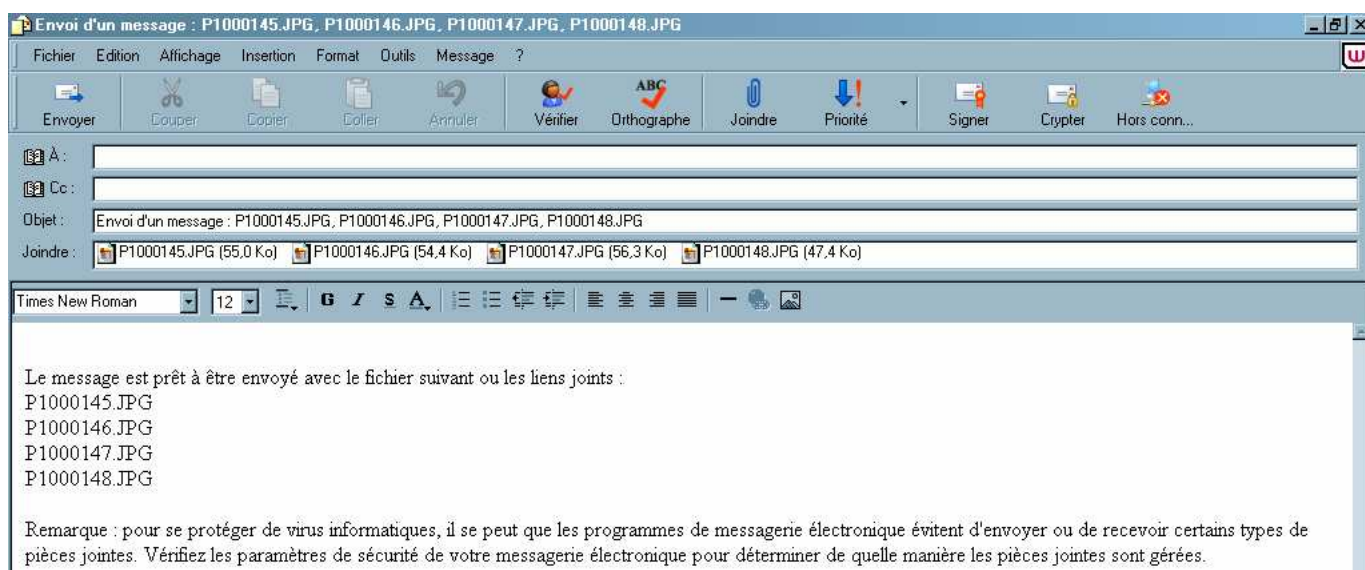 Envoi d'un message : P1000145.JPG, P1000146.JPG, P1000147.JPG, P1000148.JPG
Fichier Edition Affichage Insertion Format Outils Message ?
Envoyer Couper Copier Coller Annuler Vérifier ABC Orthographe Joindre Priorité Signer Crypter Hors conn...
À :
Cc :
Objet : Envoi d'un message : P1000145.JPG, P1000146.JPG, P1000147.JPG, P1000148.JPG
Joindre : P1000145.JPG (55,0 Ko) P1000146.JPG (54,4 Ko) P1000147.JPG (56,3 Ko) P1000148.JPG (47,4 Ko)
Times New Roman 12 G I S A
Le message est prêt à être envoyé avec le fichier suivant ou les liens joints :
P1000145.JPG
P1000146.JPG
P1000147.JPG
P1000148.JPG
Remarque : pour se protéger de virus informatiques, il se peut que les programmes de messagerie électronique évitent d'envoyer ou de recevoir certains types de
pièces jointes. Vérifiez les paramètres de sécurité de votre messagerie électronique pour déterminer de quelle manière les pièces jointes sont gérées.